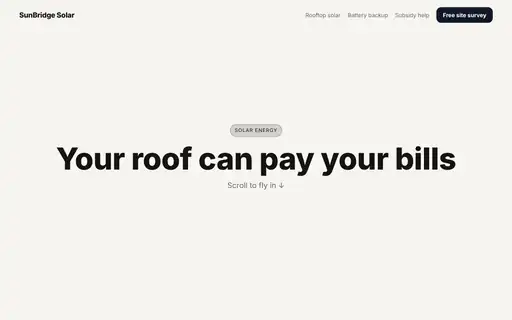 SunBridge Solar
Rooftop solar Battery backup Subsidy help Free site survey
SOLAR ENERGY
Your roof can pay your bills
Scroll to fly in ↓